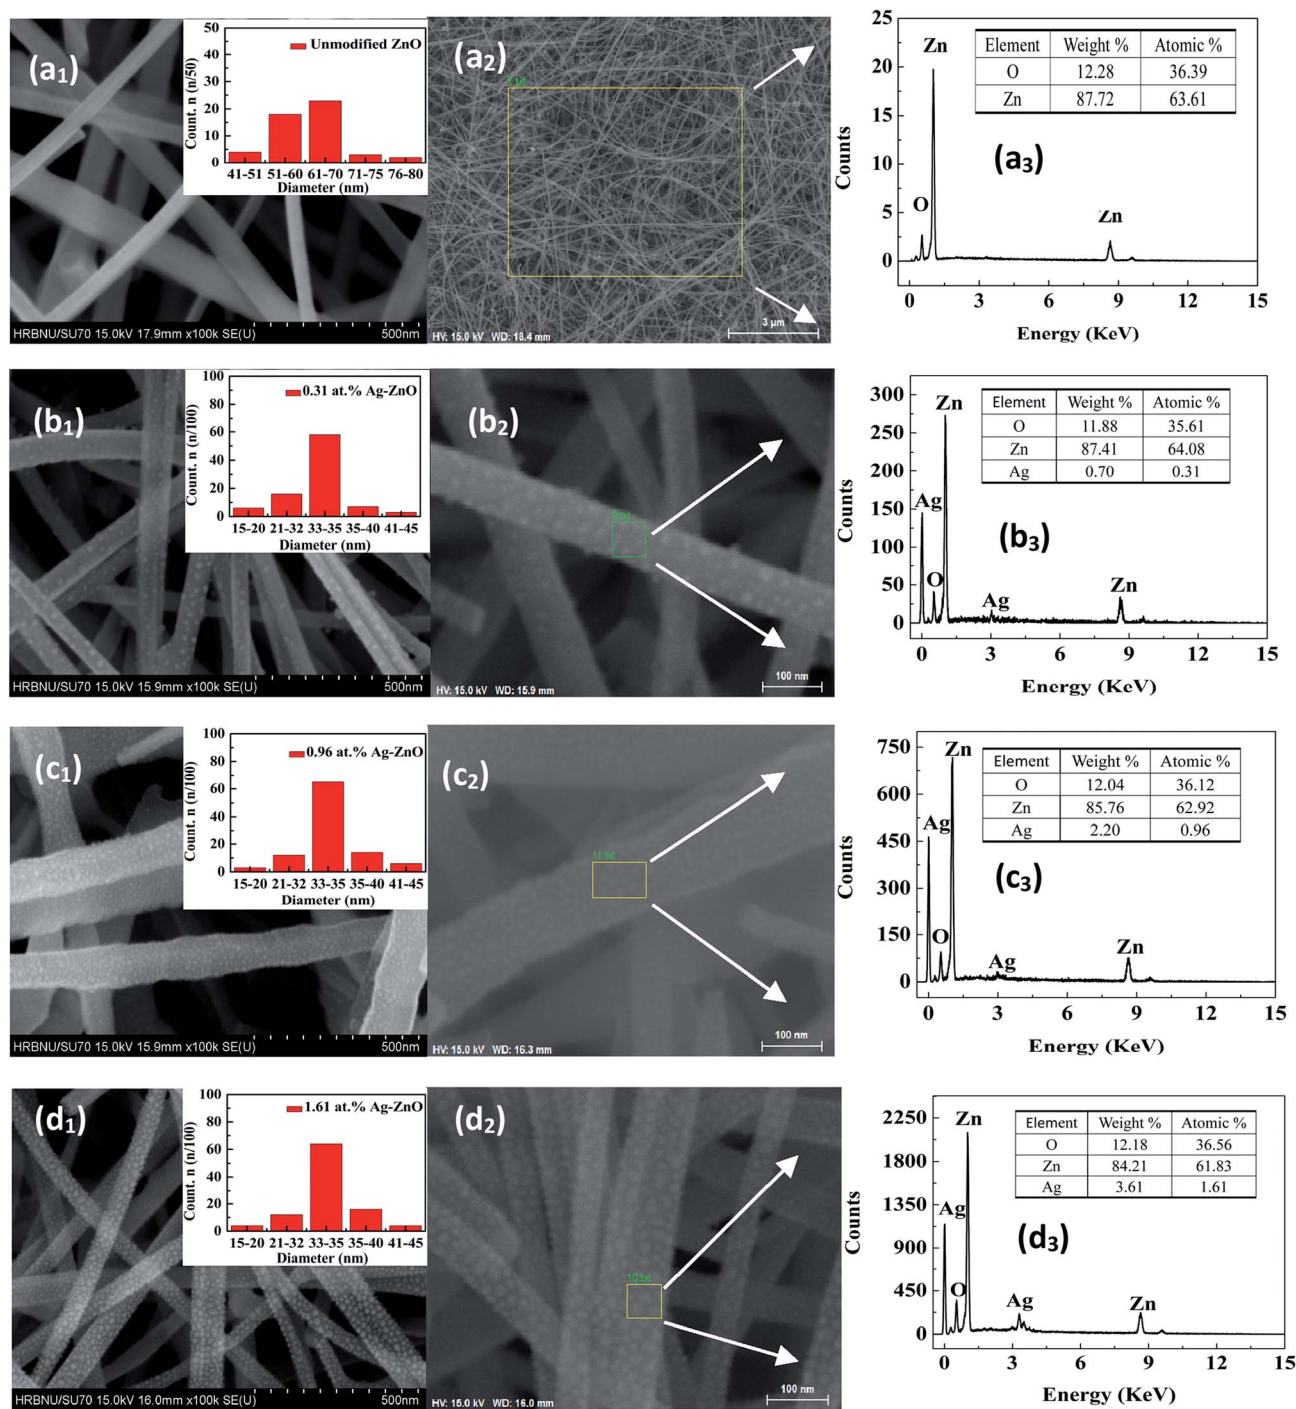 (a1)
50
40
30
20
10
0
Count. n (n/50)
Unmodified ZnO
41-51 51-60 61-70 71-75 76-80
Diameter (nm)
HRBNU/SU70 15.0kV 17.9mm x100k SE(U) 500nm
(a2)
HV: 15.0 kV WD: 18.4 mm
3 µm
25
20
15
10
5
0
Counts
Zn
O
Zn
Element Weight % Atomic %
O 12.28 36.39
Zn 87.72 63.61
(a3)
0 3 6 9 12 15
Energy (KeV)
(b1)
100
80
60
40
20
0
Count. n (n/100)
0.31 at.% Ag-ZnO
15-20 21-32 33-35 35-40 41-45
Diameter (nm)
HRBNU/SU70 15.0kV 15.9mm x100k SE(U) 500nm
(b2)
HV: 15.0 kV WD: 15.9 mm
100 nm
300
250
200
150
100
50
0
Counts
Zn
Ag
O
Ag
Zn
Element Weight % Atomic %
O 11.88 35.61
Zn 87.41 64.08
Ag 0.70 0.31
(b3)
0 3 6 9 12 15
Energy (KeV)
(c1)
100
80
60
40
20
0
Count. n (n/100)
0.96 at.% Ag-ZnO
15-20 21-32 33-35 35-40 41-45
Diameter (nm)
HRBNU/SU70 15.0kV 15.9mm x100k SE(U) 500nm
(c2)
11.txt
HV: 15.0 kV WD: 16.3 mm
100 nm
750
600
450
300
150
0
Counts
Zn
Ag
O
Ag
Zn
Element Weight % Atomic %
O 12.04 36.12
Zn 85.76 62.92
Ag 2.20 0.96
(c3)
0 3 6 9 12 15
Energy (KeV)
(d1)
100
80
60
40
20
0
Count. n (n/100)
1.61 at.% Ag-ZnO
15-20 21-32 33-35 35-40 41-45
Diameter (nm)
HRBNU/SU70 15.0kV 16.0mm x100k SE(U) 500nm
(d2)
10.txt
HV: 15.0 kV WD: 16.0 mm
100 nm
2250
1800
1350
900
450
0
Counts
Zn
Ag
O
Ag
Zn
Element Weight % Atomic %
O 12.18 36.56
Zn 84.21 61.83
Ag 3.61 1.61
(d3)
0 3 6 9 12 15
Energy (KeV)